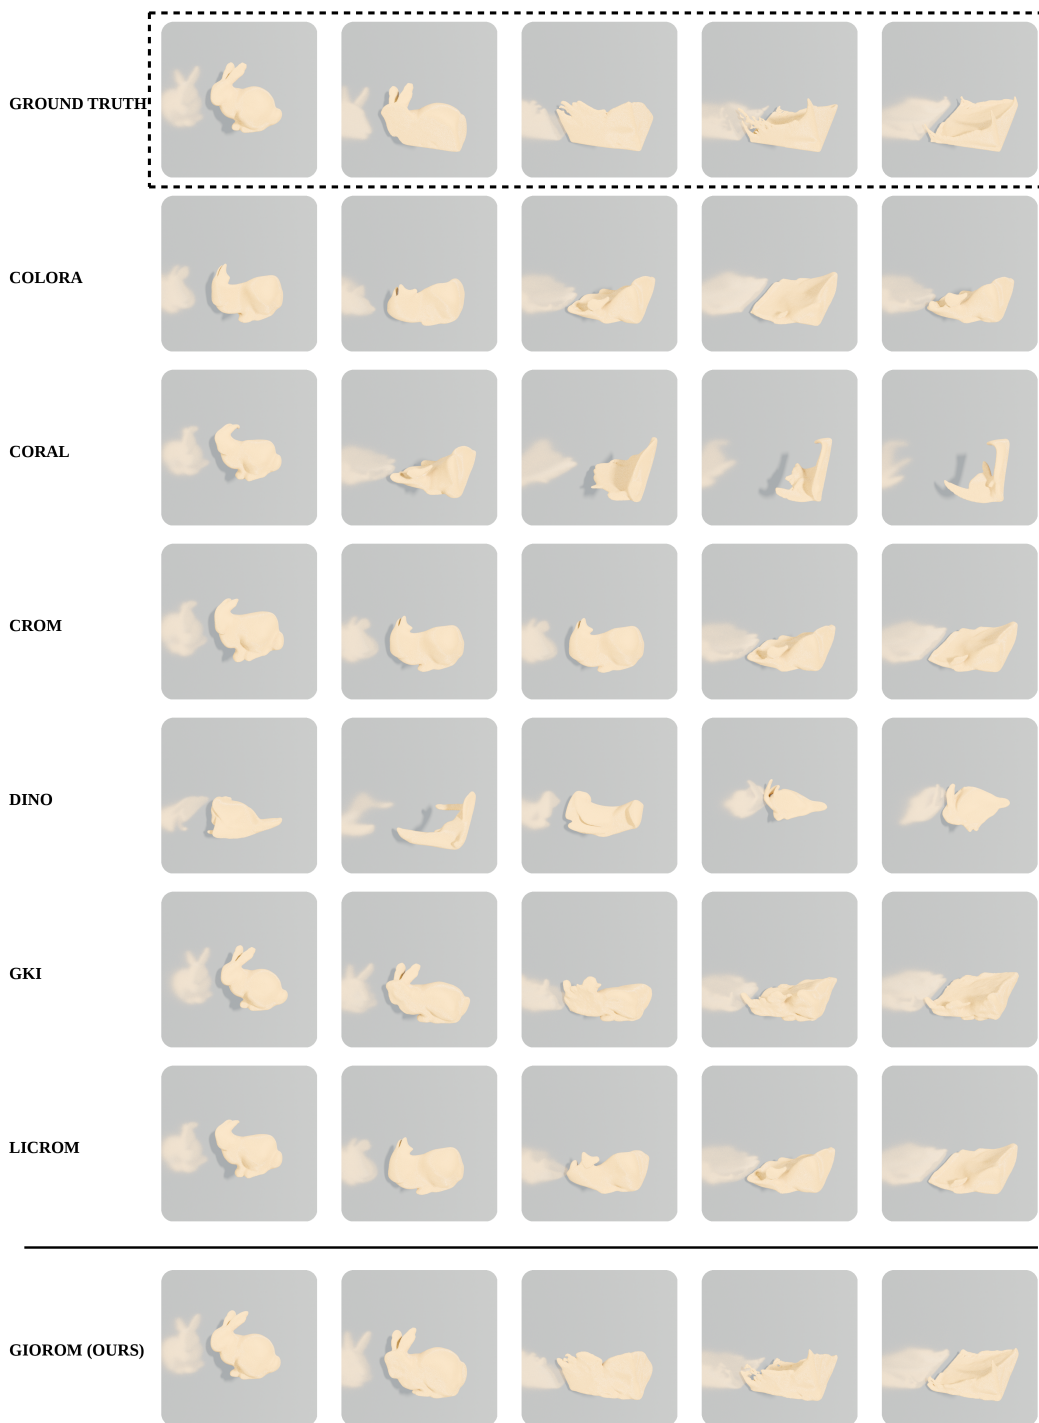 GROUND TRUTH
COLORA
CORAL
CROM
DINO
GKI
LICROM
GIOROM (OURS)